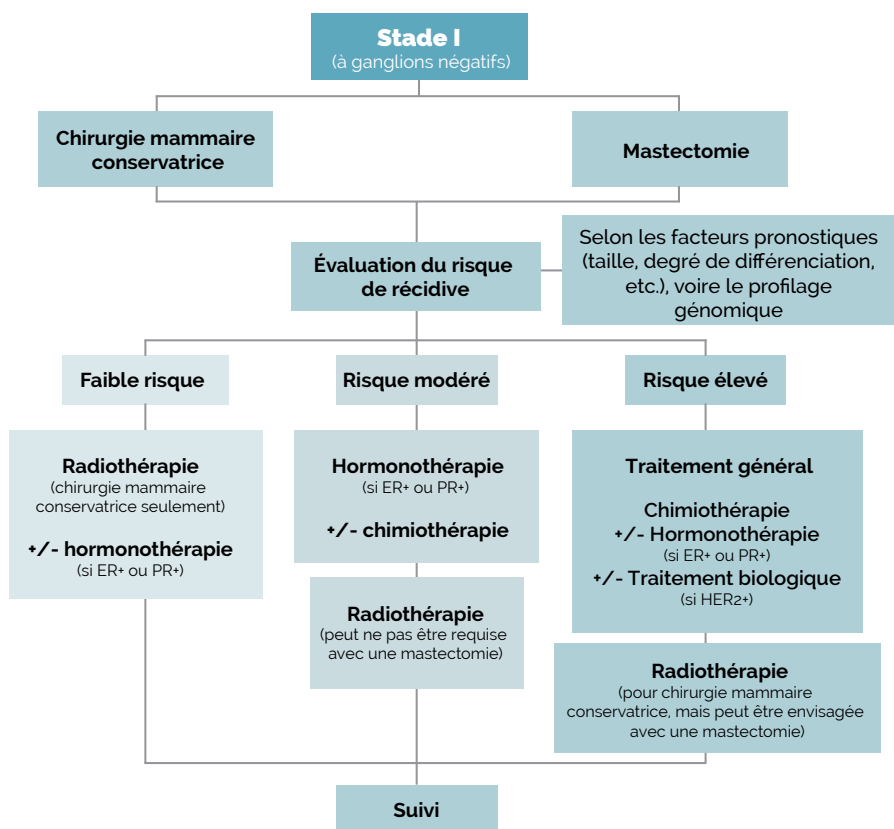 Stade I
(à ganglions négatifs)
Chirurgie mammaire
conservatrice
Mastectomie
Évaluation du risque
de récidive
Selon les facteurs pronostiques
(taille, degré de différenciation,
etc.), voire le profilage
génomique
Faible risque
Risque modéré
Risque élevé
Radiothérapie
(chirurgie mammaire
conservatrice seulement)
+/- hormonothérapie
(si ER+ ou PR+)
Hormonothérapie
(si ER+ ou PR+)
+/- chimiothérapie
Radiothérapie
(peut ne pas être requise
avec une mastectomie)
Traitement général
Chimiothérapie
+/- Hormonothérapie
(si ER+ ou PR+)
+/- Traitement biologique
(si HER2+)
Radiothérapie
(pour chirurgie mammaire
conservatrice, mais peut être envisagée
avec une mastectomie)
Suivi